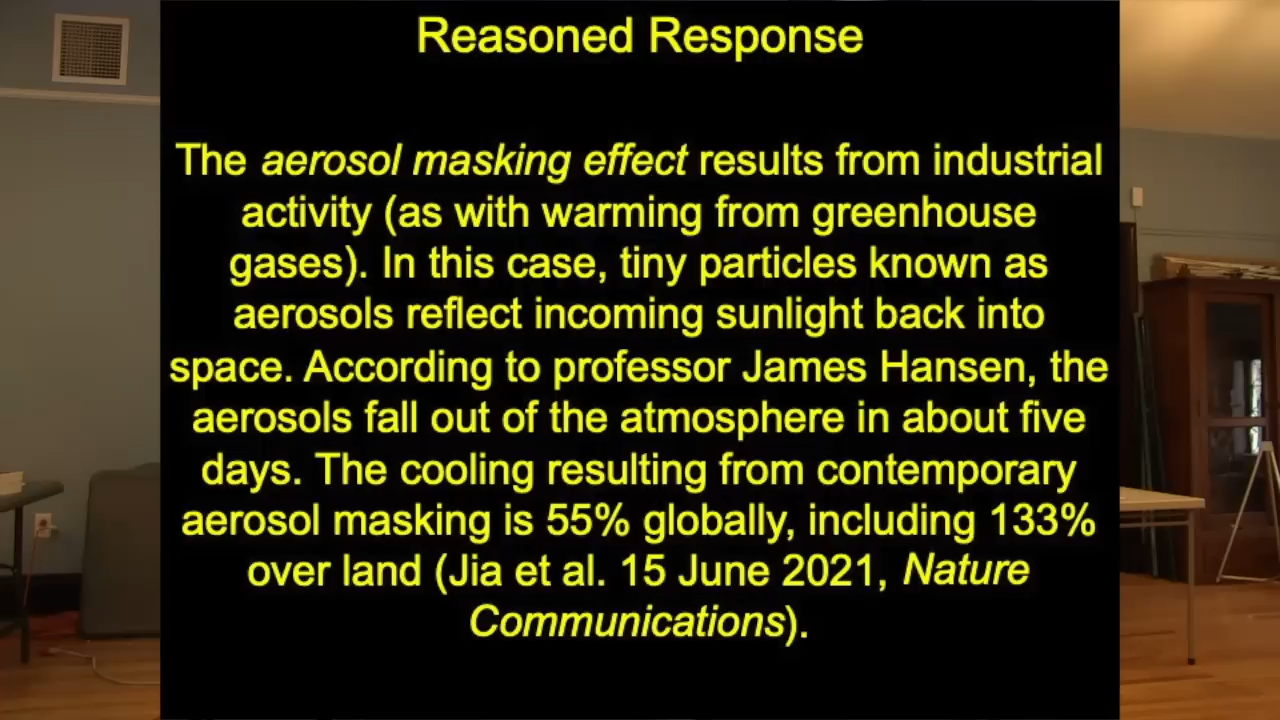 Reasoned Response
The aerosol masking effect results from industrial
activity (as with warming from greenhouse
gases). In this case, tiny particles known as
aerosols reflect incoming sunlight back into
space. According to professor James Hansen, the
aerosols fall out of the atmosphere in about five
days. The cooling resulting from contemporary
aerosol masking is 55% globally, including 133%
over land (Jia et al. 15 June 2021, Nature
Communications).